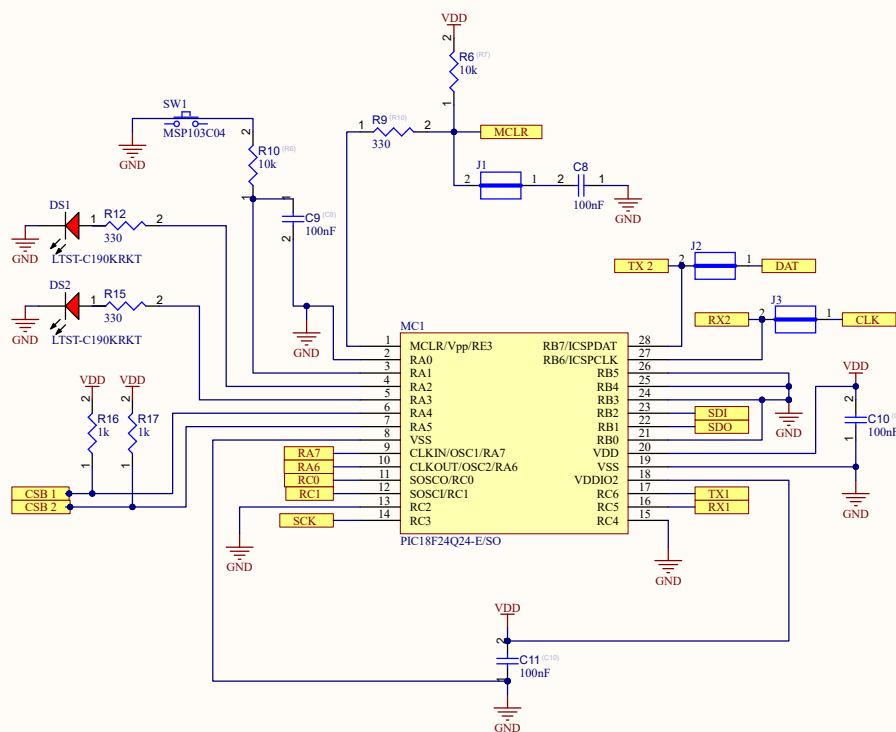 VDD
2
R6 (R7)
10k
1
SW1
MSP103C04
GND
2
R10 (R6)
10k
1
1 R9 (R10) 2
330
MCLR
J1
2 1
C8
2 1
100nF
GND
1
C9 (C8)
100nF
2
GND
DS1
1 R12 2
330
GND
LTST-C190KRKT
DS2
1 R15 2
330
GND
LTST-C190KRKT
J2
TX 2
2 1
DAT
J3
RX2
2 1
CLK
VDD VDD
2 2
R16 R17
1k 1k
1 1
CSB 1
CSB 2
MC1
1 MCLR/Vpp/RE3 RB7/ICSPDAT 28
2 RA0 RB6/ICSPCLK 27
3 RA1 RB5 26
4 RA2 RB4 25
5 RA3 RB3 24
6 RA4 RB2 23 SDI
7 RA5 RB1 22 SDO
8 VSS RB0 21
RA7 9 CLKIN/OSC1/RA7 VDD 20
RA6 10 CLKOUT/OSC2/RA6 VSS 19
RC0 11 SOSCO/RC0 VDDIO2 18
RC1 12 SOSCI/RC1 RC6 17 TX1
13 RC2 RC5 16 RX1
SCK 14 RC3 RC4 15
PIC18F24Q24-E/SO
GND
GND
GND
VDD
2
C10
100nF
1
GND
VDD
2
C11 (C10)
100nF
1
GND